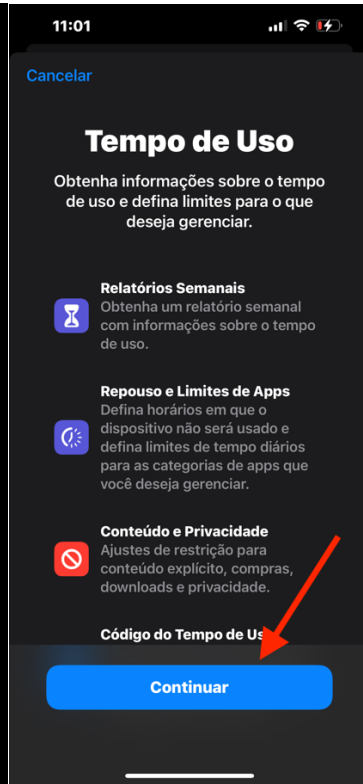 11:01
Cancelar
Tempo de Uso
Obtenha informações sobre o tempo
de uso e defina limites para o que
deseja gerenciar.
Relatórios Semanais
Obtenha um relatório semanal
com informações sobre o tempo
de uso.
Repouso e Limites de Apps
Defina horários em que o
dispositivo não será usado e
defina limites de tempo diários
para as categorias de apps que
você deseja gerenciar.
Conteúdo e Privacidade
Ajustes de restrição para
conteúdo explícito, compras,
downloads e privacidade.
Código do Tempo de Us
Continuar